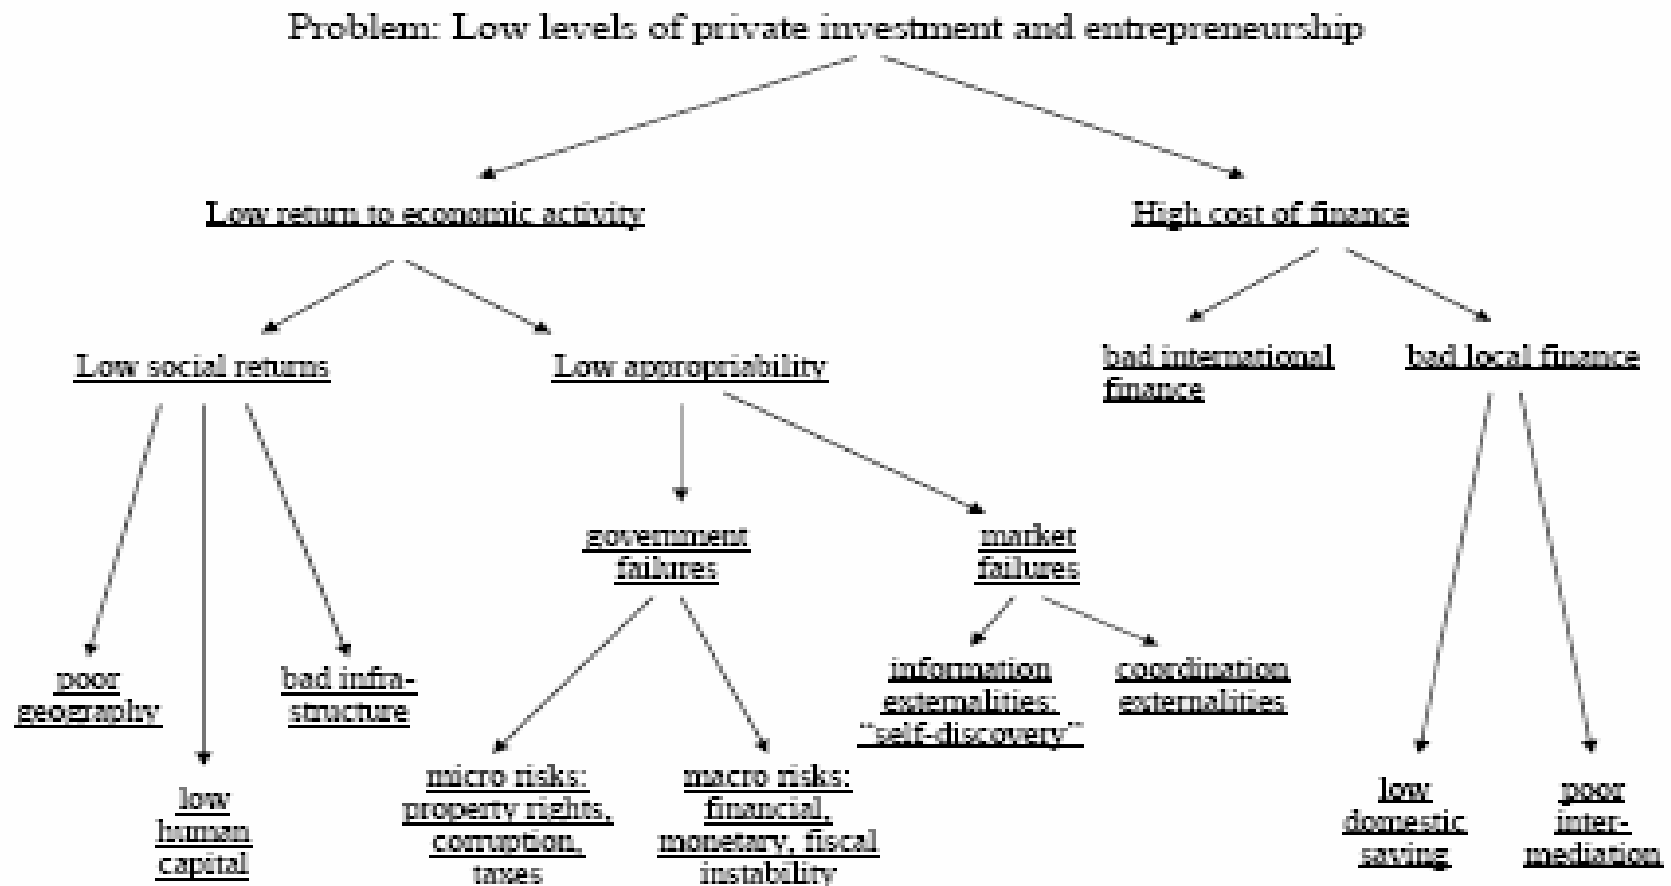 Problem: Low levels of private investment and entrepreneurship
Low return to economic activity
High cost of finance
Low social returns
Low appropriability
bad international
finance
bad local finance
government
failures
market
failures
poor
geography
bad infra-
structure
information
externalities:
"self-discovery"
coordination
externalities
low
human
capital
micro risks:
property rights,
corruption,
taxes
macro risks:
financial,
monetary, fiscal
instability
low
domestic
saving
poor
inter-
mediation